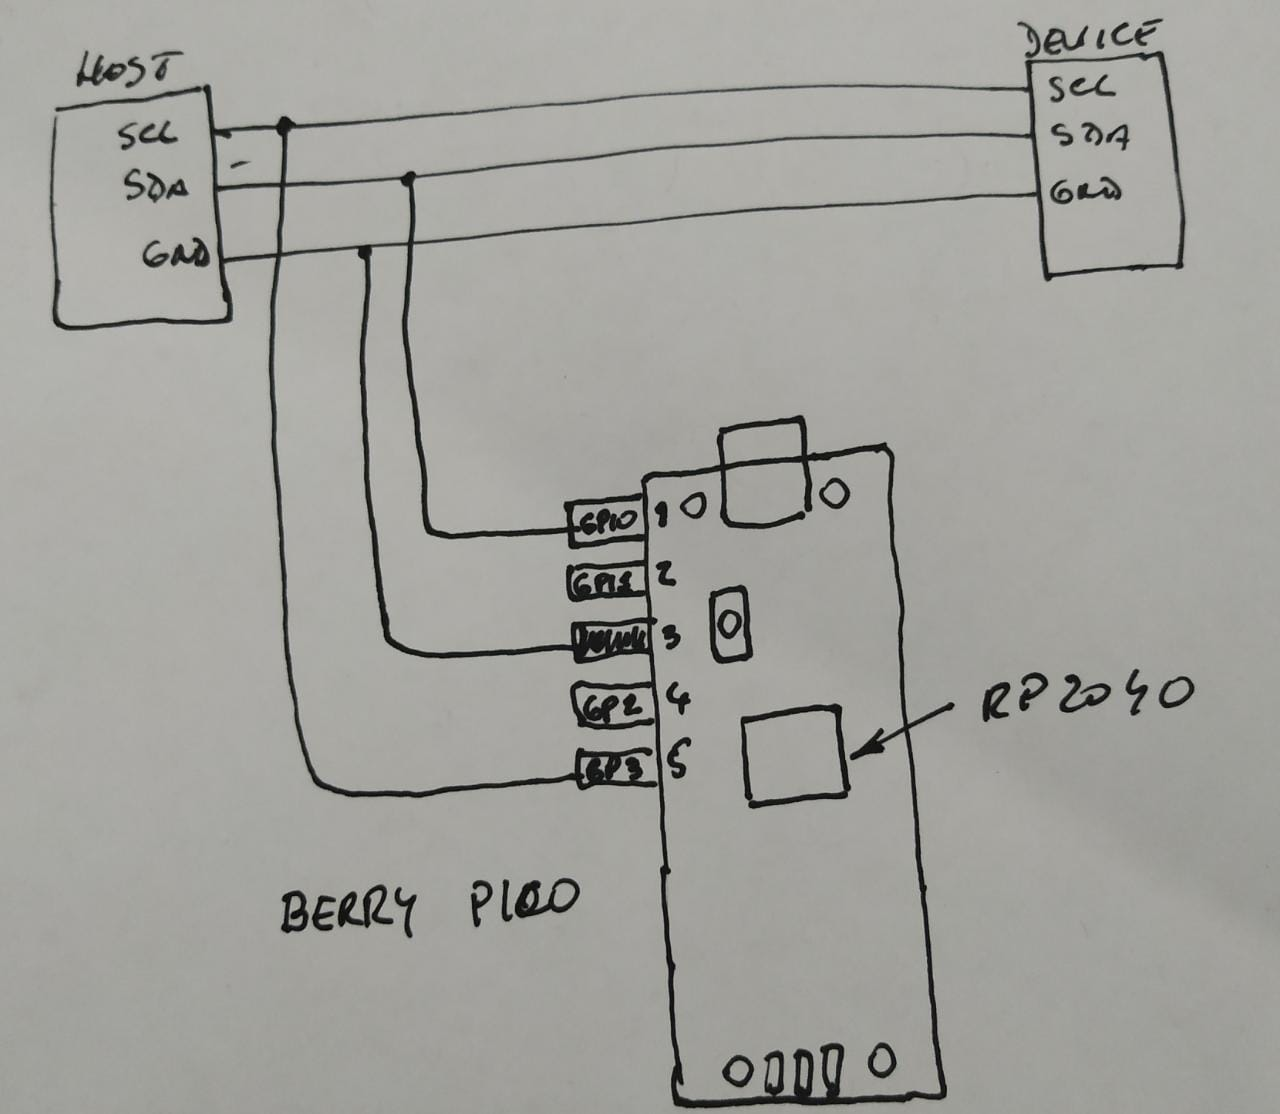 HOST
SCL
SDA
GND
DEVICE
SCL
SDA
GND
GPIO 1
GP1 2
3
GP2 4
GP3 5
RP2040
BERRY PICO